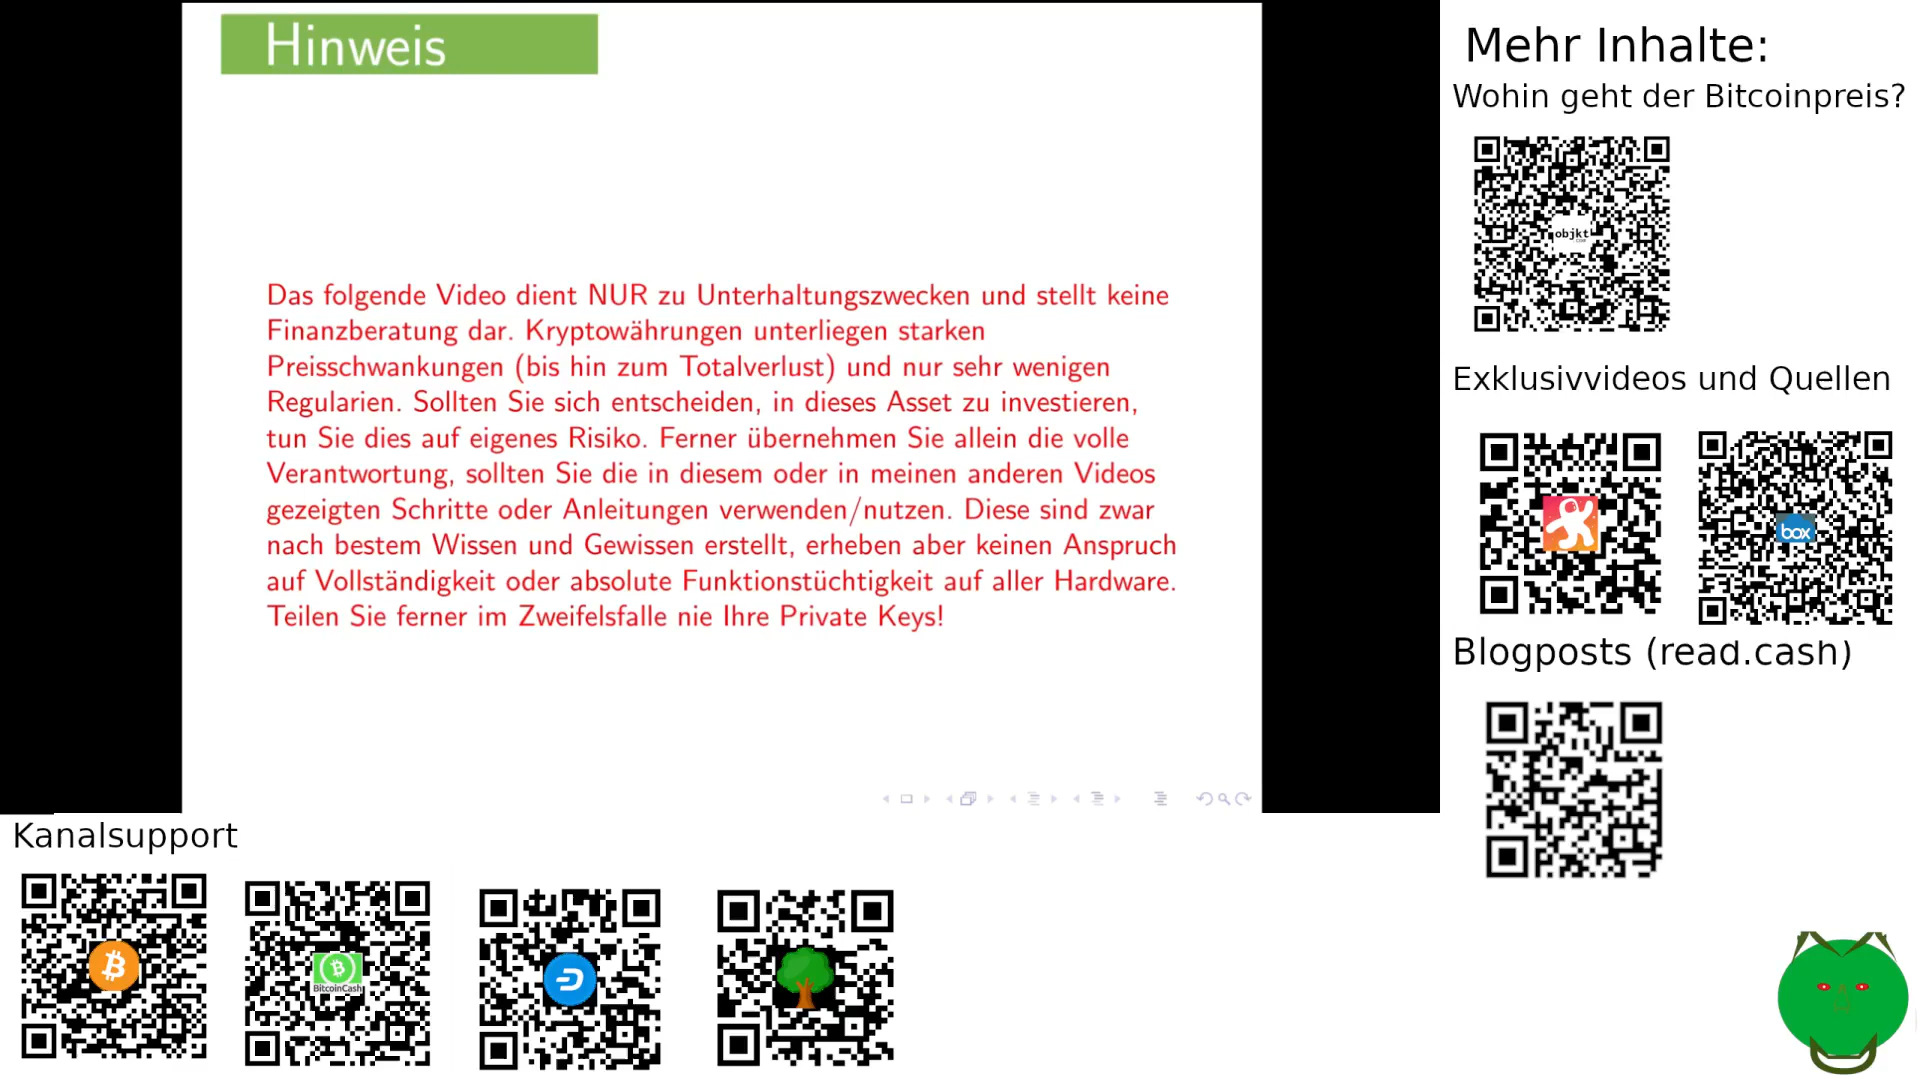 Hinweis
Das folgende Video dient NUR zu Unterhaltungszwecken und stellt keine
Finanzberatung dar. Kryptowährungen unterliegen starken
Preisschwankungen (bis hin zum Totalverlust) und nur sehr wenigen
Regularien. Sollten Sie sich entscheiden, in dieses Asset zu investieren,
tun Sie dies auf eigenes Risiko. Ferner übernehmen Sie allein die volle
Verantwortung, sollten Sie die in diesem oder in meinen anderen Videos
gezeigten Schritte oder Anleitungen verwenden/nutzen. Diese sind zwar
nach bestem Wissen und Gewissen erstellt, erheben aber keinen Anspruch
auf Vollständigkeit oder absolute Funktionstüchtigkeit auf aller Hardware.
Teilen Sie ferner im Zweifelsfalle nie Ihre Private Keys!
Mehr Inhalte:
Wohin geht der Bitcoinpreis?
objkt
.com
Exklusivvideos und Quellen
box
Blogposts (read.cash)
Kanalsupport
BitcoinCash